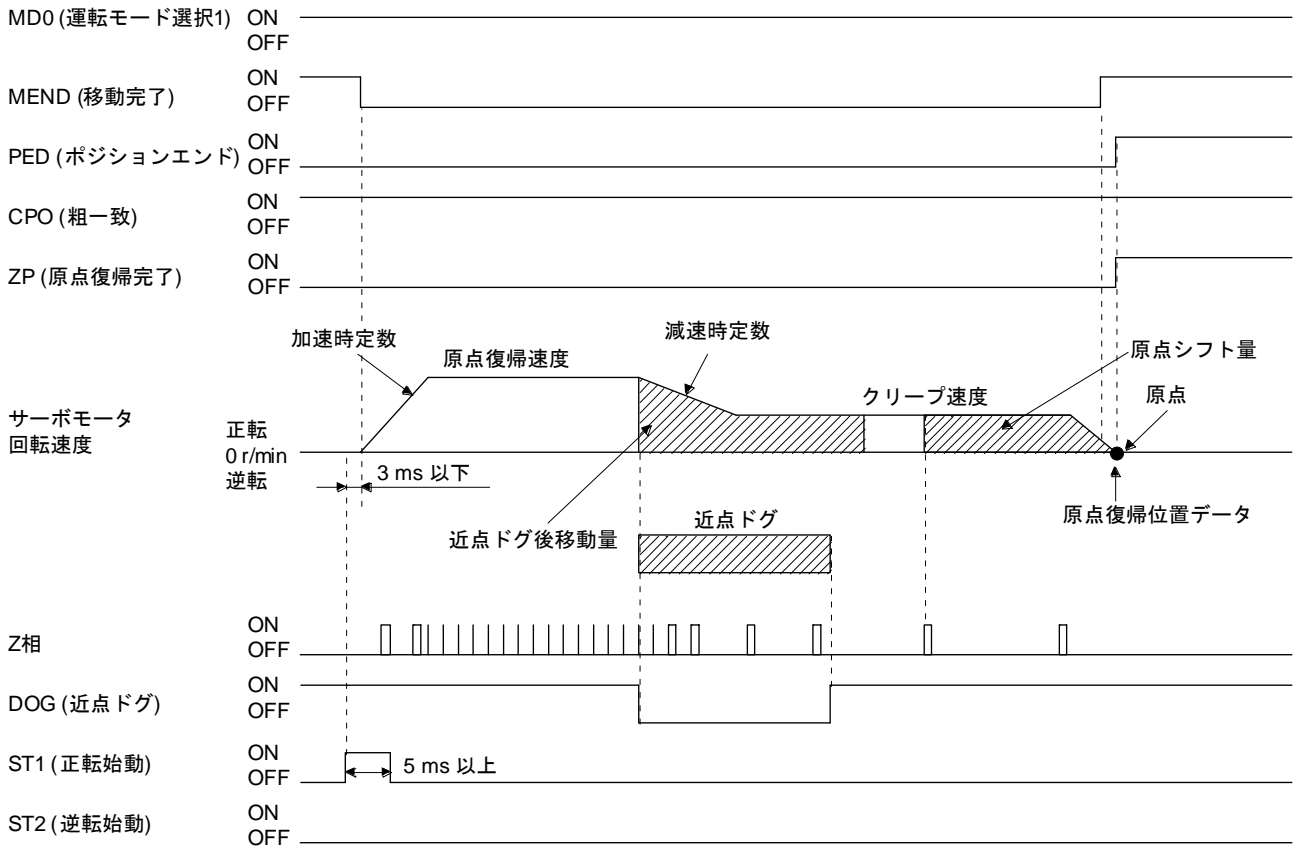 MD0 (運転モード選択1) ON
OFF
MEND (移動完了) ON
OFF
PED (ポジションエンド) ON
OFF
CPO (粗一致) ON
OFF
ZP (原点復帰完了) ON
OFF
加速時定数
原点復帰速度
減速時定数
クリープ速度
原点シフト量
原点
サーボモータ
回転速度
正転
0 r/min
逆転
3 ms 以下
近点ドグ後移動量
近点ドグ
原点復帰位置データ
Z相 ON
OFF
DOG (近点ドグ) ON
OFF
ST1 (正転始動) ON
OFF
5 ms 以上
ST2 (逆転始動) ON
OFF